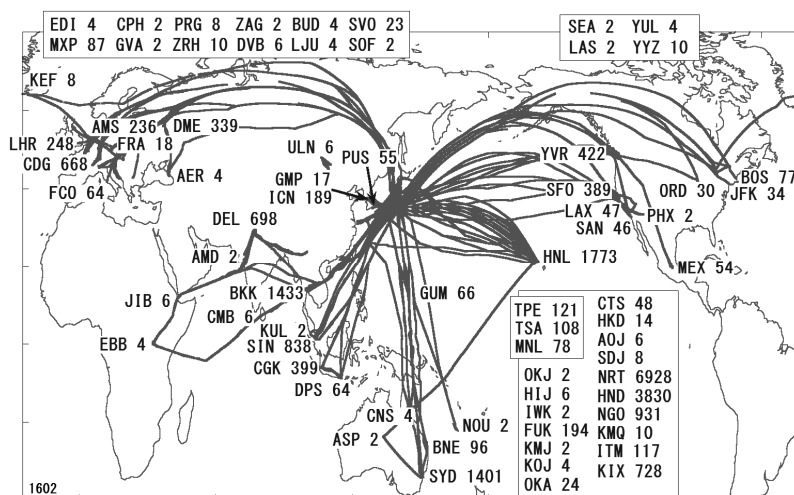 EDI 4 CPH 2 PRG 8 ZAG 2 BUD 4 SVO 23
MXP 87 GVA 2 ZRH 10 DVB 6 LJU 4 SOF 2
SEA 2 YUL 4
LAS 2 YYZ 10
KEF 8
AMS 236
DME 339
LHR 248
FRA 18
CDG 668
FCO 64
AER 4
ULN 6
PUS 55
GMP 17
ICN 189
YVR 422
SFO 389
ORD 30
BOS 77
JFK 34
LAX 47
PHX 2
SAN 46
DEL 698
AMD 2
HNL 1773
MEX 54
JIB 6
BKK 1433
GUM 66
CMB 6
EBB 4
KUL 2
SIN 838
CGK 399
DPS 64
TPE 121
TSA 108
MNL 78
CTS 48
HKD 14
AOJ 6
SDJ 8
NRT 6928
HND 3830
NGO 931
KMQ 10
ITM 117
KIX 728
OKJ 2
HIJ 6
IWK 2
FUK 194
KMJ 2
KOJ 4
OKA 24
CNS 4
NOU 2
ASP 2
BNE 96
SYD 1401
1602